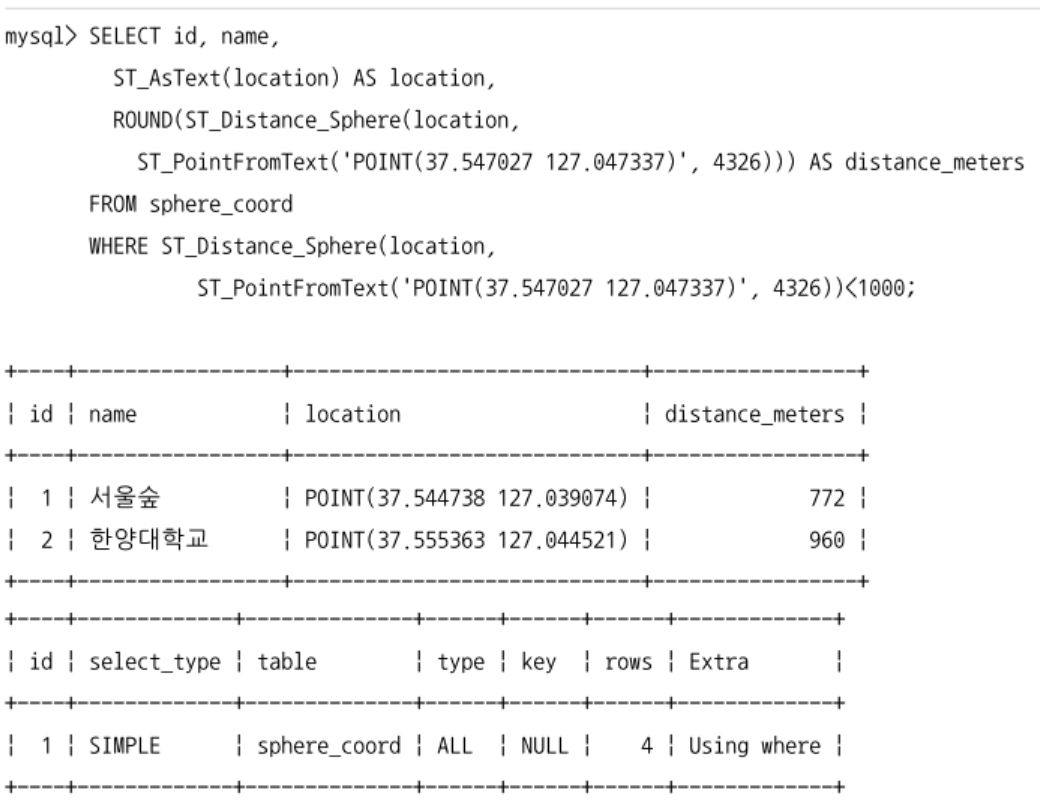 mysql> SELECT id, name,
ST_AsText(location) AS location,
ROUND(ST_Distance_Sphere(location,
ST_PointFromText('POINT(37.547027 127.047337)', 4326))) AS distance_meters
FROM sphere_coord
WHERE ST_Distance_Sphere(location,
ST_PointFromText('POINT(37.547027 127.047337)', 4326))<1000;
+----+-----------------+-----------------------------+-----------------+
¦ id ¦ name ¦ location ¦ distance_meters ¦
+----+-----------------+-----------------------------+-----------------+
¦ 1 ¦ 서울숲 ¦ POINT(37.544738 127.039074) ¦ 772 ¦
¦ 2 ¦ 한양대학교 ¦ POINT(37.555363 127.044521) ¦ 960 ¦
+----+-----------------+-----------------------------+-----------------+
+----+-------------+--------------+------+------+------+-------------+
¦ id ¦ select_type ¦ table ¦ type ¦ key ¦ rows ¦ Extra ¦
+----+-------------+--------------+------+------+------+-------------+
¦ 1 ¦ SIMPLE ¦ sphere_coord ¦ ALL ¦ NULL ¦ 4 ¦ Using where ¦
+----+-------------+--------------+------+------+------+-------------+